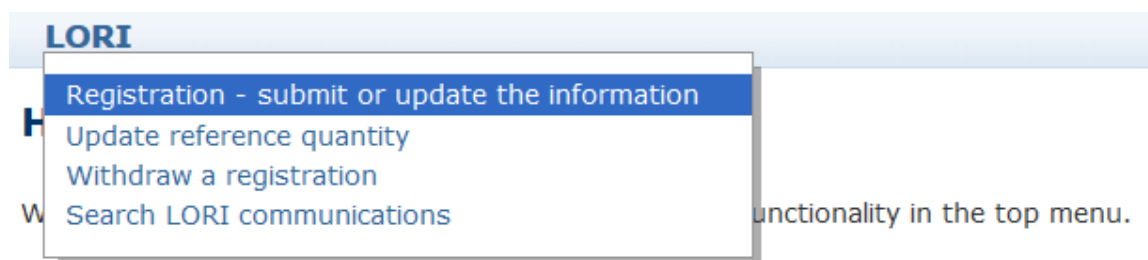 LORI
Registration - submit or update the information
Update reference quantity
Withdraw a registration
Search LORI communications
unctionality in the top menu.